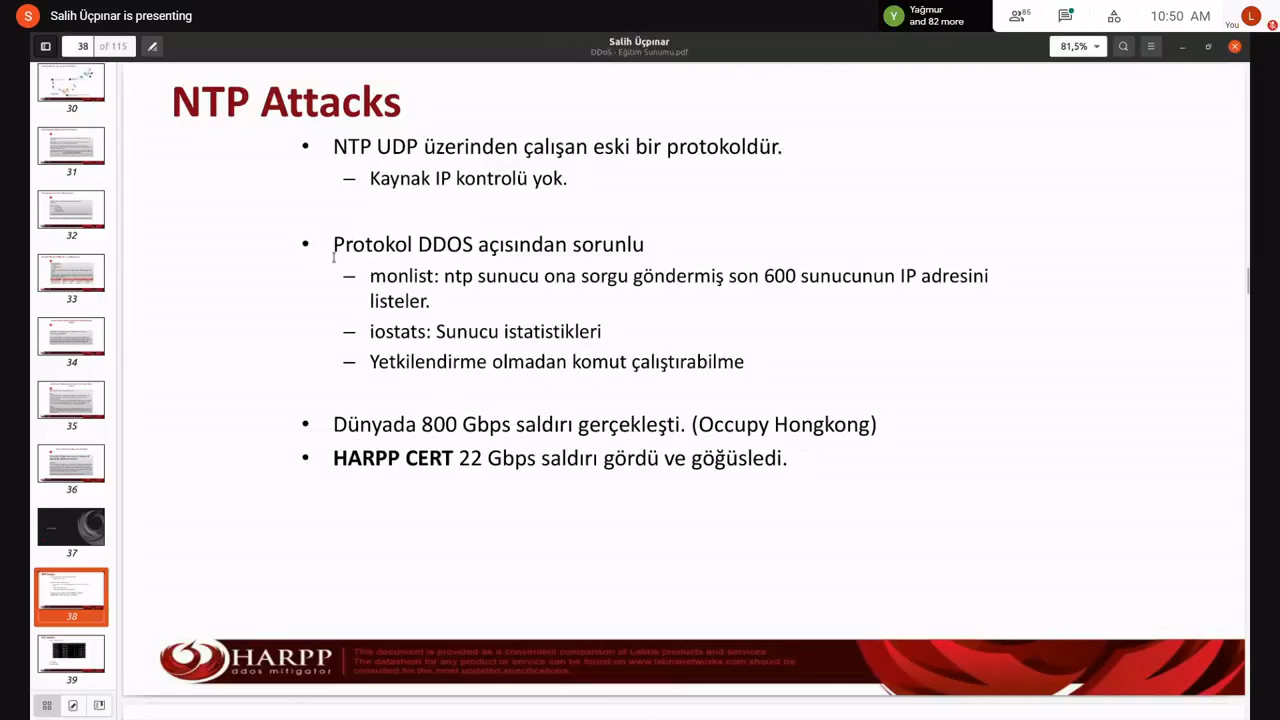 S Salih Üçpınar is presenting
Y Yağmur
and 82 more
85
10:50 AM
L
You
38 of 115
Salih Üçpınar
DDoS - Eğitim Sunumu.pdf
81,5%
30
31
32
33
34
35
36
37
38
39
NTP Attacks
• NTP UDP üzerinden çalışan eski bir protokoldür.
– Kaynak IP kontrolü yok.
• Protokol DDOS açısından sorunlu
– monlist: ntp sunucu ona sorgu göndermiş son 600 sunucunun IP adresini
listeler.
– iostats: Sunucu istatistikleri
– Yetkilendirme olmadan komut çalıştırabilme
• Dünyada 800 Gbps saldırı gerçekleşti. (Occupy Hongkong)
• HARPP CERT 22 Gbps saldırı gördü ve göğüsledi.
HARPP
ddos mitigator
This document is provided as a convenient comparison of Labris products and services
The datasheet for any product or service can be found on www.labrisnetworks.com should be
consulted for the most updated specifications.